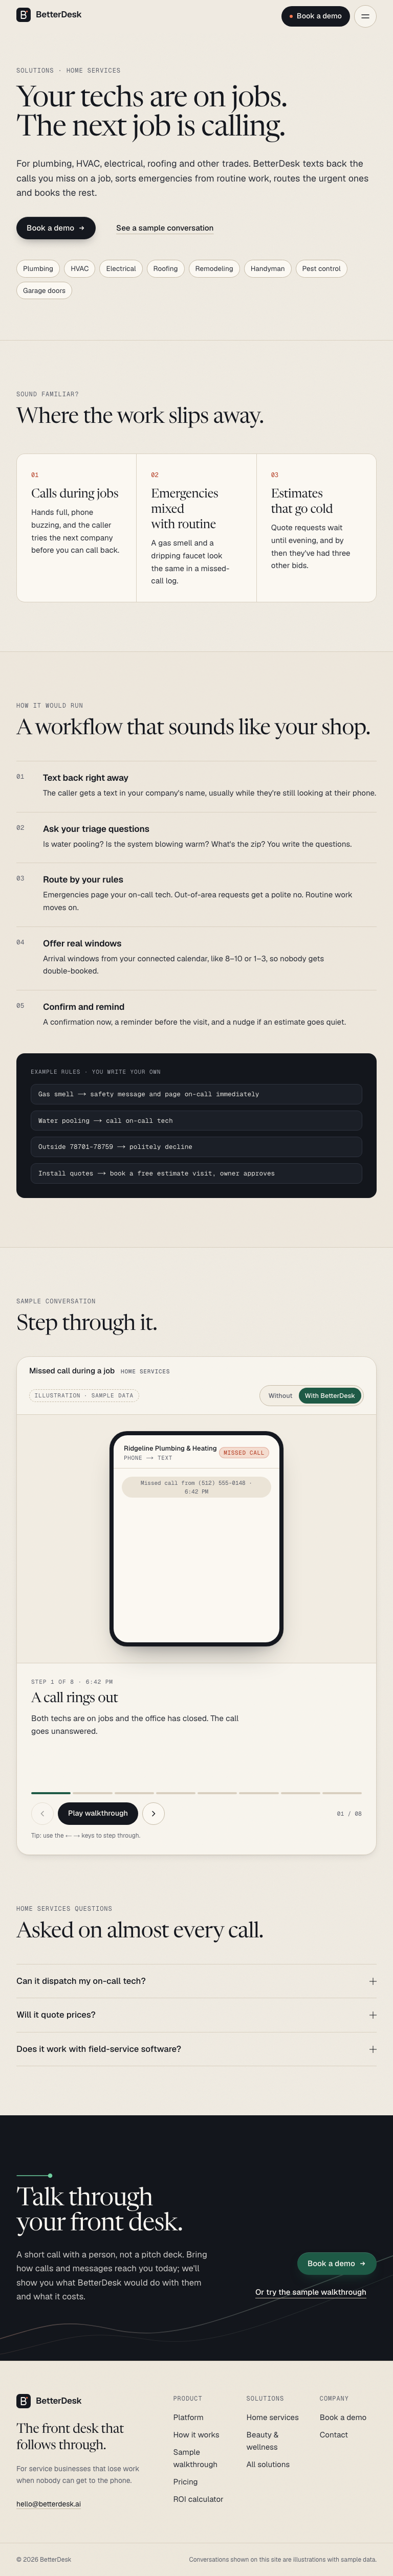 BetterDesk
Book a demo
SOLUTIONS · HOME SERVICES
Your techs are on jobs.
The next job is calling.
For plumbing, HVAC, electrical, roofing and other trades. BetterDesk texts back the
calls you miss on a job, sorts emergencies from routine work, routes the urgent ones
and books the rest.
Book a demo →
See a sample conversation
Plumbing
HVAC
Electrical
Roofing
Remodeling
Handyman
Pest control
Garage doors
SOUND FAMILIAR?
Where the work slips away.
01
Calls during jobs
Hands full, phone
buzzing, and the caller
tries the next company
before you can call back.
02
Emergencies
mixed
with routine
A gas smell and a
dripping faucet look
the same in a missed-
call log.
03
Estimates
that go cold
Quote requests wait
until evening, and by
then they've had three
other bids.
HOW IT WOULD RUN
A workflow that sounds like your shop.
01
Text back right away
The caller gets a text in your company's name, usually while they're still looking at their phone.
02
Ask your triage questions
Is water pooling? Is the system blowing warm? What's the zip? You write the questions.
03
Route by your rules
Emergencies page your on-call tech. Out-of-area requests get a polite no. Routine work
moves on.
04
Offer real windows
Arrival windows from your connected calendar, like 8–10 or 1–3, so nobody gets
double-booked.
05
Confirm and remind
A confirmation now, a reminder before the visit, and a nudge if an estimate goes quiet.
EXAMPLE RULES · YOU WRITE YOUR OWN
Gas smell → safety message and page on-call immediately
Water pooling → call on-call tech
Outside 78701–78759 → politely decline
Install quotes → book a free estimate visit, owner approves
SAMPLE CONVERSATION
Step through it.
Missed call during a job HOME SERVICES
ILLUSTRATION · SAMPLE DATA
Without
With BetterDesk
Ridgeline Plumbing & Heating
PHONE → TEXT
MISSED CALL
Missed call from (512) 555-0148 ·
6:42 PM
STEP 1 OF 8 · 6:42 PM
A call rings out
Both techs are on jobs and the office has closed. The call
goes unanswered.
Play walkthrough
01 / 08
Tip: use the ← → keys to step through.
HOME SERVICES QUESTIONS
Asked on almost every call.
Can it dispatch my on-call tech?
Will it quote prices?
Does it work with field-service software?
Talk through
your front desk.
A short call with a person, not a pitch deck. Bring
how calls and messages reach you today; we'll
show you what BetterDesk would do with them
and what it costs.
Book a demo →
Or try the sample walkthrough
BetterDesk
The front desk that
follows through.
For service businesses that lose work
when nobody can get to the phone.
hello@betterdesk.ai
PRODUCT
Platform
How it works
Sample
walkthrough
Pricing
ROI calculator
SOLUTIONS
Home services
Beauty &
wellness
All solutions
COMPANY
Book a demo
Contact
© 2026 BetterDesk
Conversations shown on this site are illustrations with sample data.